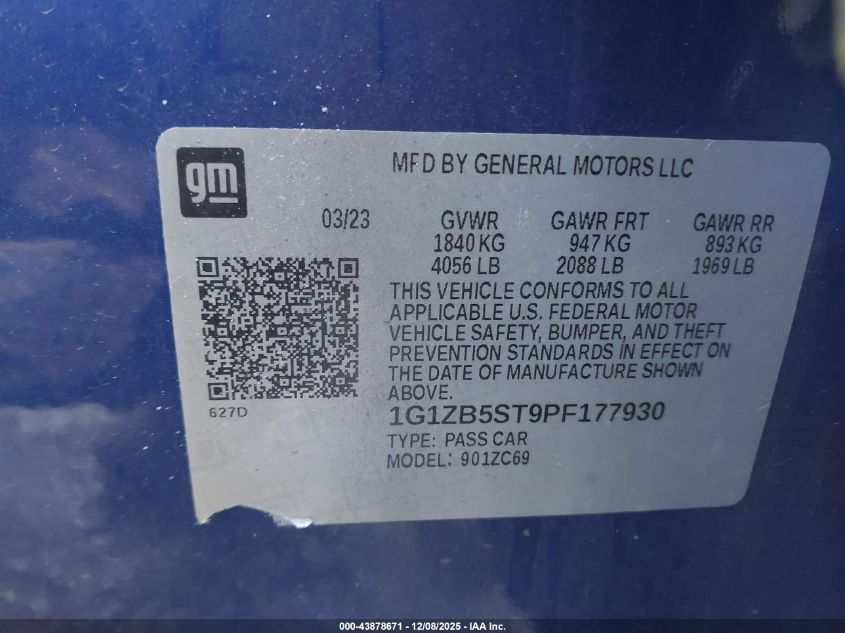 gm
MFD BY GENERAL MOTORS LLC
03/23 GVWR GAWR FRT GAWR RR
1840 KG 947 KG 893 KG
4056 LB 2088 LB 1969 LB
THIS VEHICLE CONFORMS TO ALL
APPLICABLE U.S. FEDERAL MOTOR
VEHICLE SAFETY, BUMPER, AND THEFT
PREVENTION STANDARDS IN EFFECT ON
THE DATE OF MANUFACTURE SHOWN
ABOVE.
627D
1G1ZB5ST9PF177930
TYPE: PASS CAR
MODEL: 901ZC69
000-43878671 - 12/08/2025 - IAA Inc.